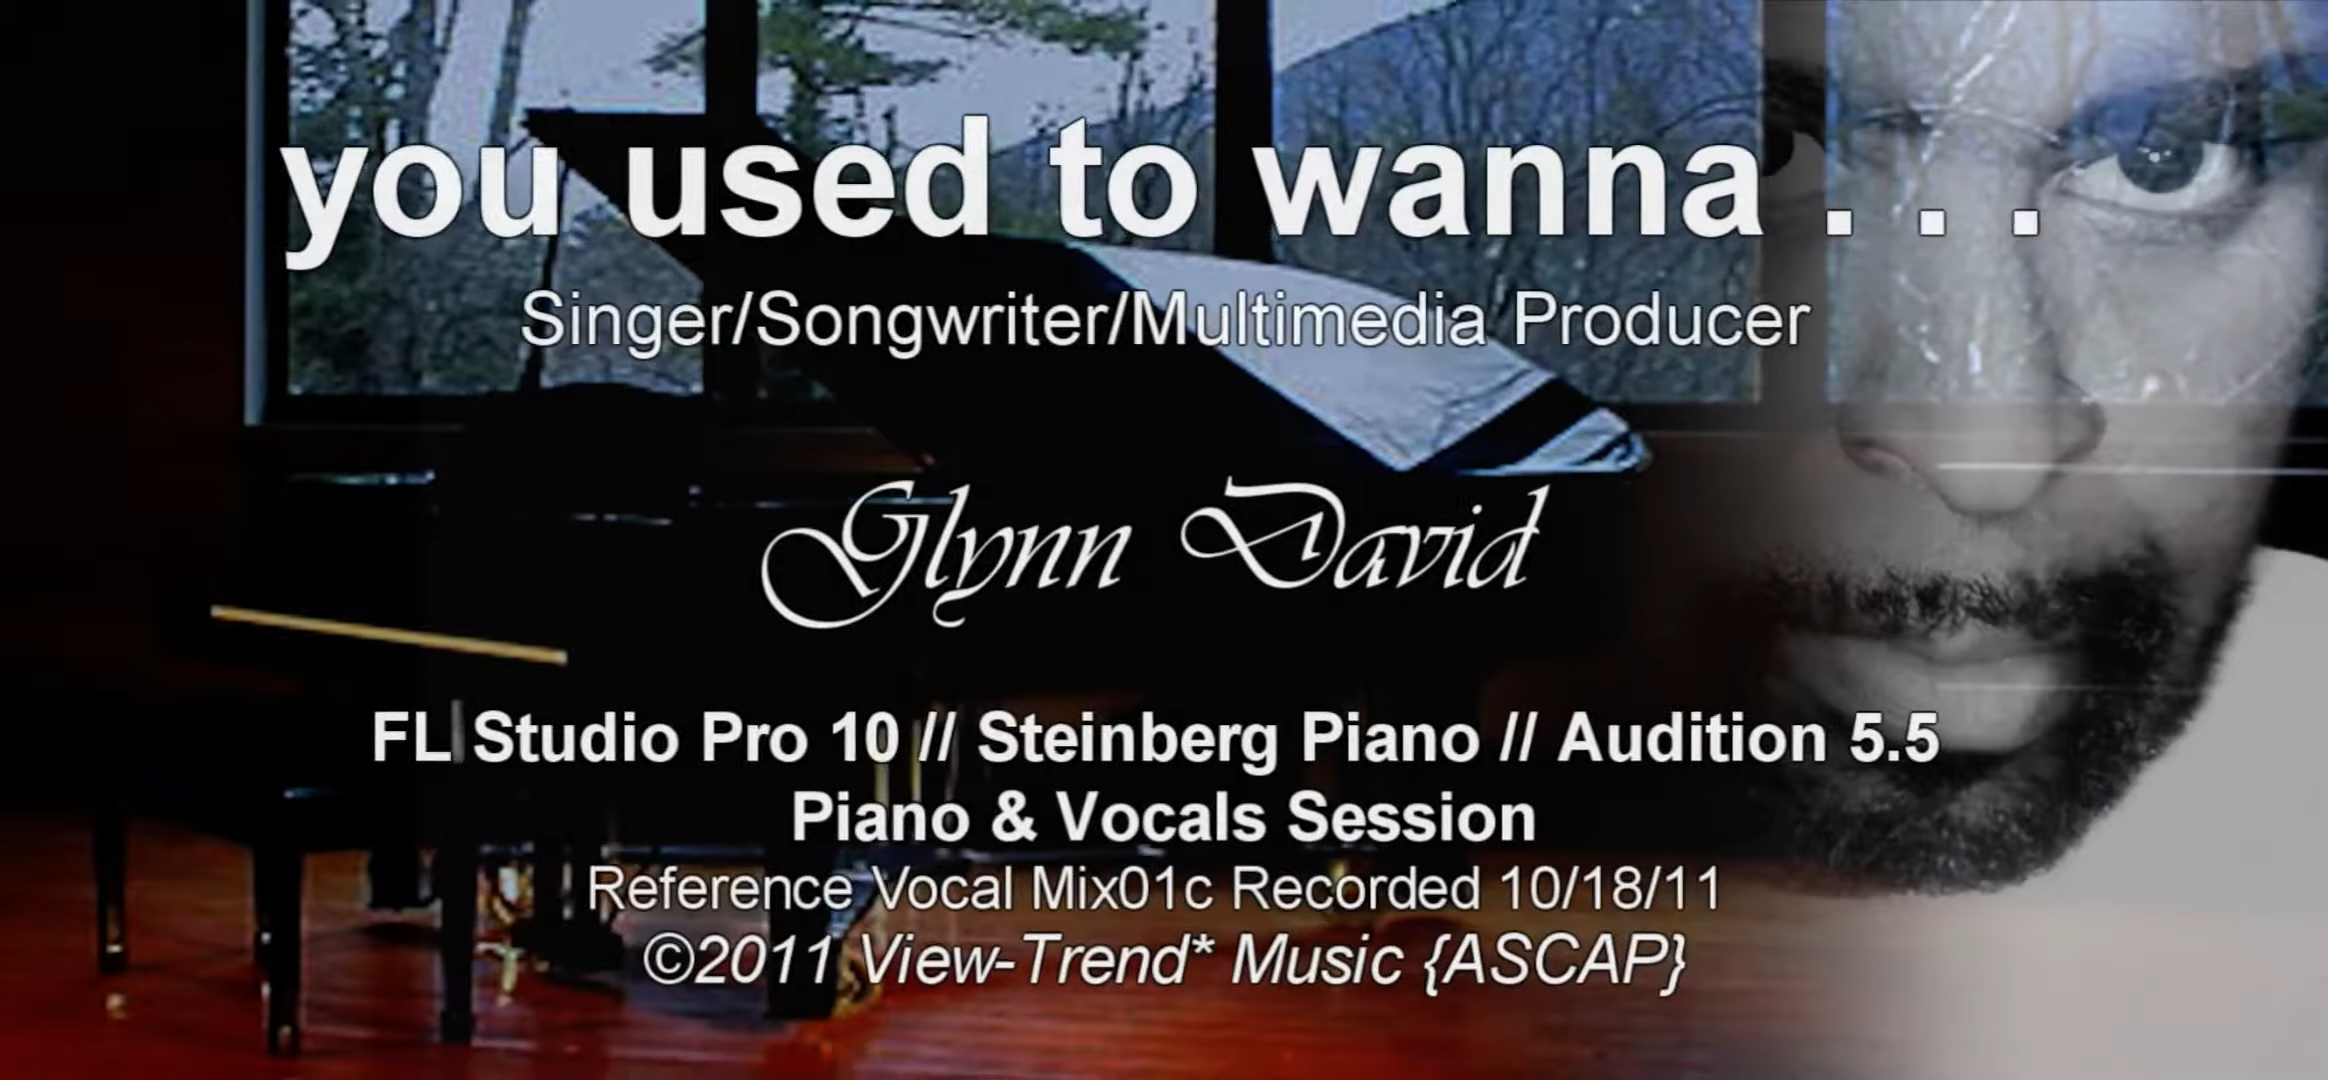 you used to wanna . . .
Singer/Songwriter/Multimedia Producer
Glynn David
FL Studio Pro 10 // Steinberg Piano // Audition 5.5
Piano & Vocals Session
Reference Vocal Mix01c Recorded 10/18/11
©2011 View-Trend* Music {ASCAP}